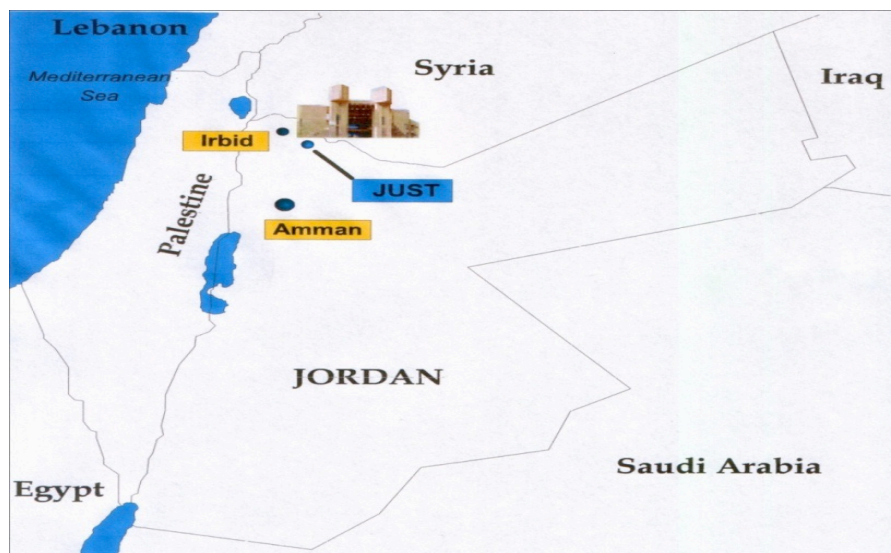 Lebanon
Mediterranean
Sea
Syria
Iraq
Irbid
JUST
Palestine
Amman
JORDAN
Saudi Arabia
Egypt